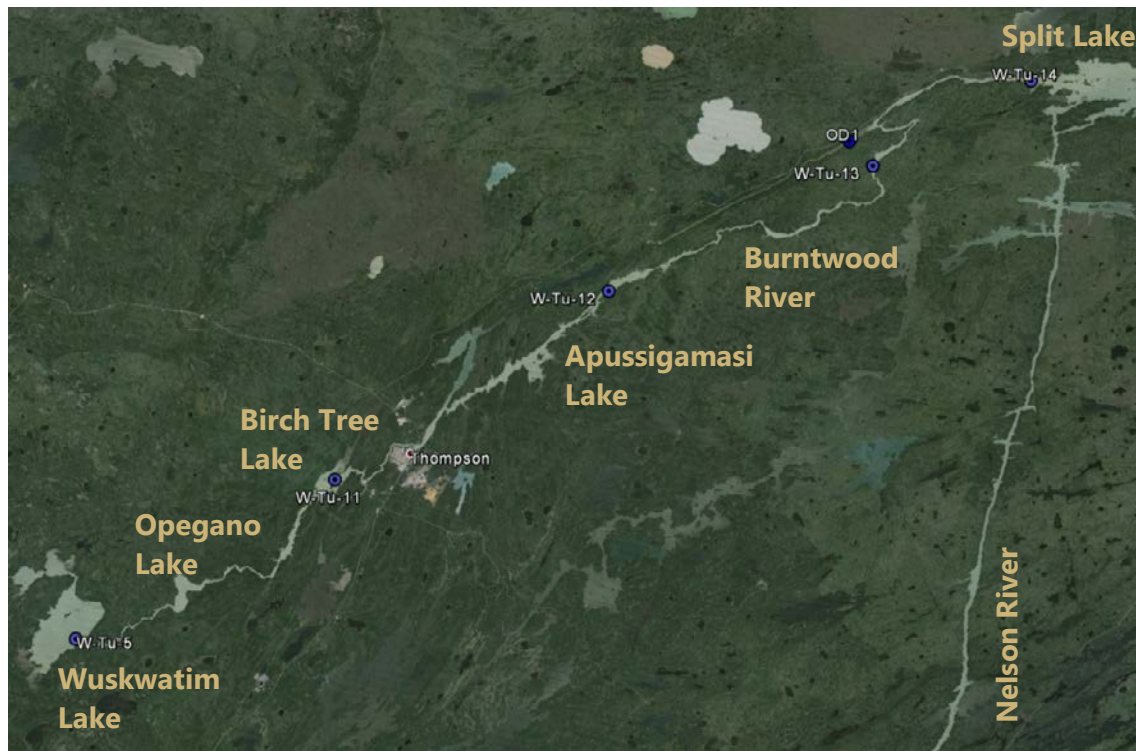 Split Lake
W-Tu-14
OD1
W-Tu-13
Burntwood
River
W-Tu-12
Apussigamasi
Lake
Birch Tree
Lake
Thompson
W-Tu-11
Opegano
Lake
Nelson River
W-Tu-5
Wuskwatim
Lake